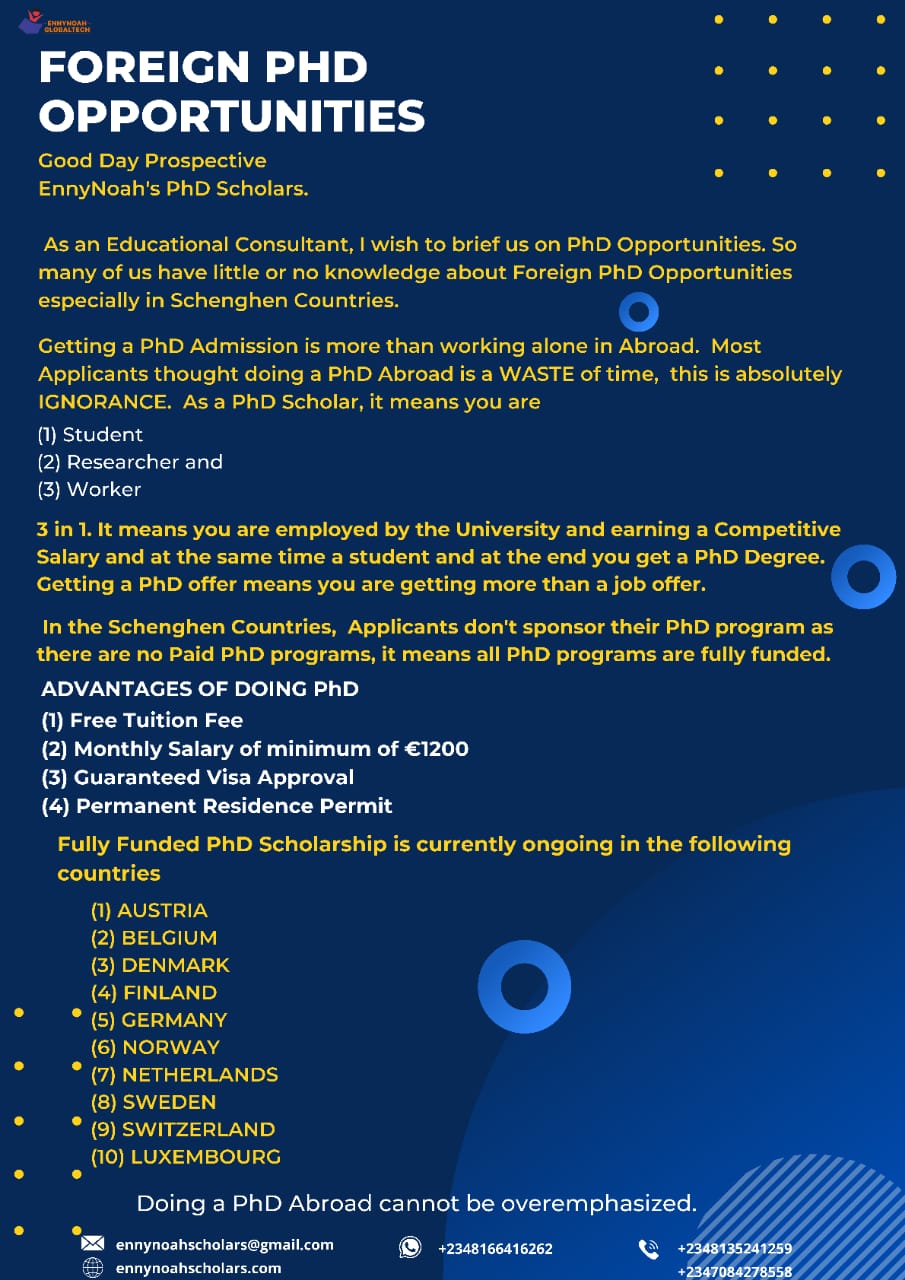 ENNYNOAH
GLOBALTECH
FOREIGN PHD
OPPORTUNITIES
Good Day Prospective
EnnyNoah's PhD Scholars.
As an Educational Consultant, I wish to brief us on PhD Opportunities. So
many of us have little or no knowledge about Foreign PhD Opportunities
especially in Schenghen Countries.
Getting a PhD Admission is more than working alone in Abroad. Most
Applicants thought doing a PhD Abroad is a WASTE of time, this is absolutely
IGNORANCE. As a PhD Scholar, it means you are
(1) Student
(2) Researcher and
(3) Worker
3 in 1. It means you are employed by the University and earning a Competitive
Salary and at the same time a student and at the end you get a PhD Degree.
Getting a PhD offer means you are getting more than a job offer.
In the Schenghen Countries, Applicants don't sponsor their PhD program as
there are no Paid PhD programs, it means all PhD programs are fully funded.
ADVANTAGES OF DOING PhD
(1) Free Tuition Fee
(2) Monthly Salary of minimum of €1200
(3) Guaranteed Visa Approval
(4) Permanent Residence Permit
Fully Funded PhD Scholarship is currently ongoing in the following
countries
(1) AUSTRIA
(2) BELGIUM
(3) DENMARK
(4) FINLAND
(5) GERMANY
(6) NORWAY
(7) NETHERLANDS
(8) SWEDEN
(9) SWITZERLAND
(10) LUXEMBOURG
Doing a PhD Abroad cannot be overemphasized.
ennynoahscholars@gmail.com
ennynoahscholars.com
+2348166416262
+2348135241259
+2347084278558